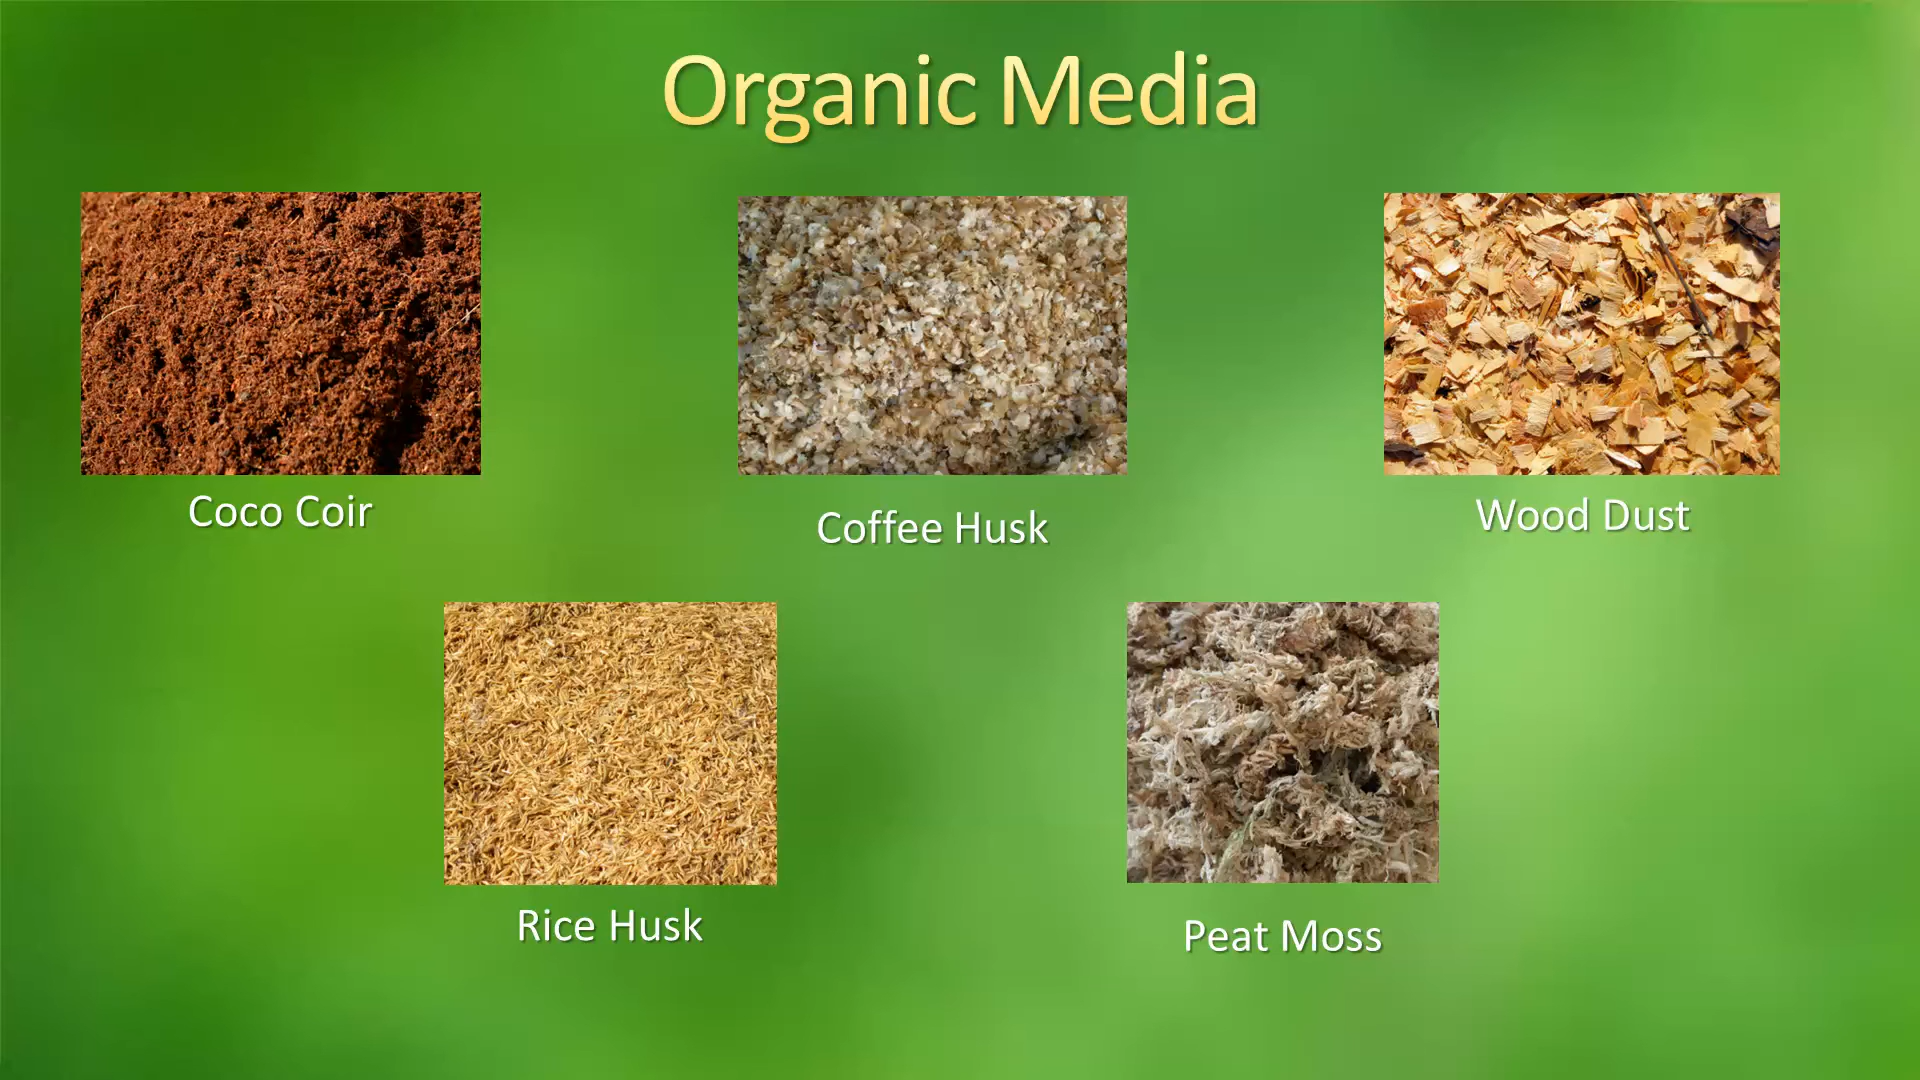 Organic Media
Coco Coir
Coffee Husk
Wood Dust
Rice Husk
Peat Moss